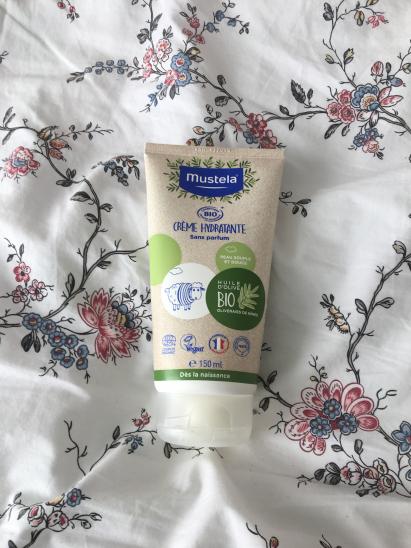 mustela
BIO
CRÈME HYDRATANTE
Sans parfum
PEAU SOUPLE
ET DOUCE
HUILE
D'OLIVE
BIO
Vegan
e 150 ml
Dès la naissance